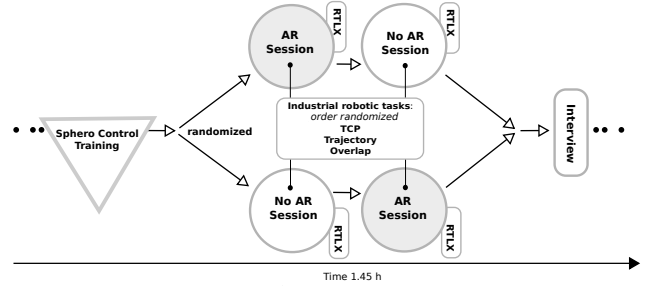 AR
Session
RTLX
No AR
Session
RTLX
Sphero Control
Training
randomized
Industrial robotic tasks:
order randomized
TCP
Trajectory
Overlap
Interview
No AR
Session
RTLX
AR
Session
RTLX
Time 1.45 h